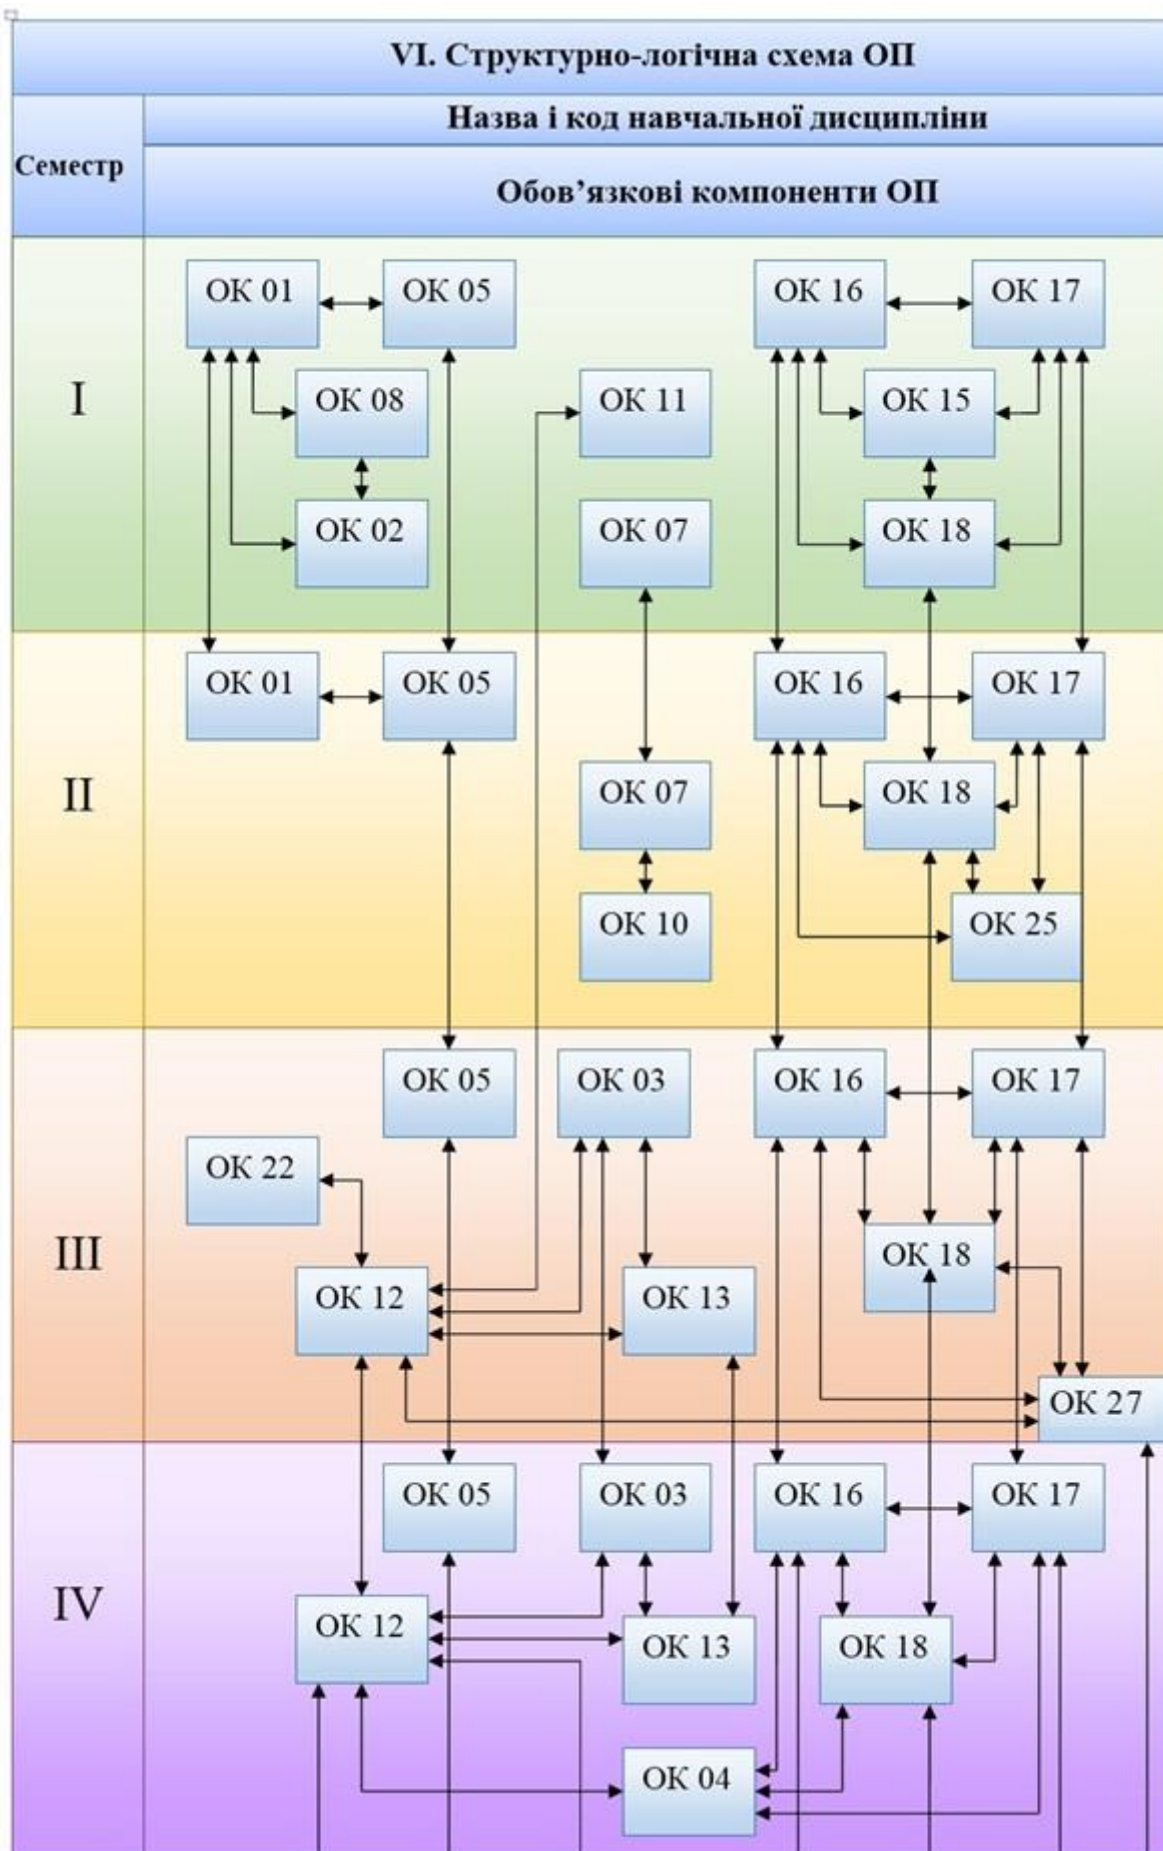 VI. Структурно-логічна схема ОП
Назва і код навчальної дисципліни
Семестр
Обов’язкові компоненти ОП
I
ОК 01
ОК 05
ОК 16
ОК 17
ОК 08
ОК 11
ОК 15
ОК 02
ОК 07
ОК 18
II
ОК 01
ОК 05
ОК 16
ОК 17
ОК 07
ОК 18
ОК 10
ОК 25
III
ОК 05
ОК 03
ОК 16
ОК 17
ОК 22
ОК 18
ОК 12
ОК 13
ОК 27
IV
ОК 05
ОК 03
ОК 16
ОК 17
ОК 12
ОК 13
ОК 18
ОК 04